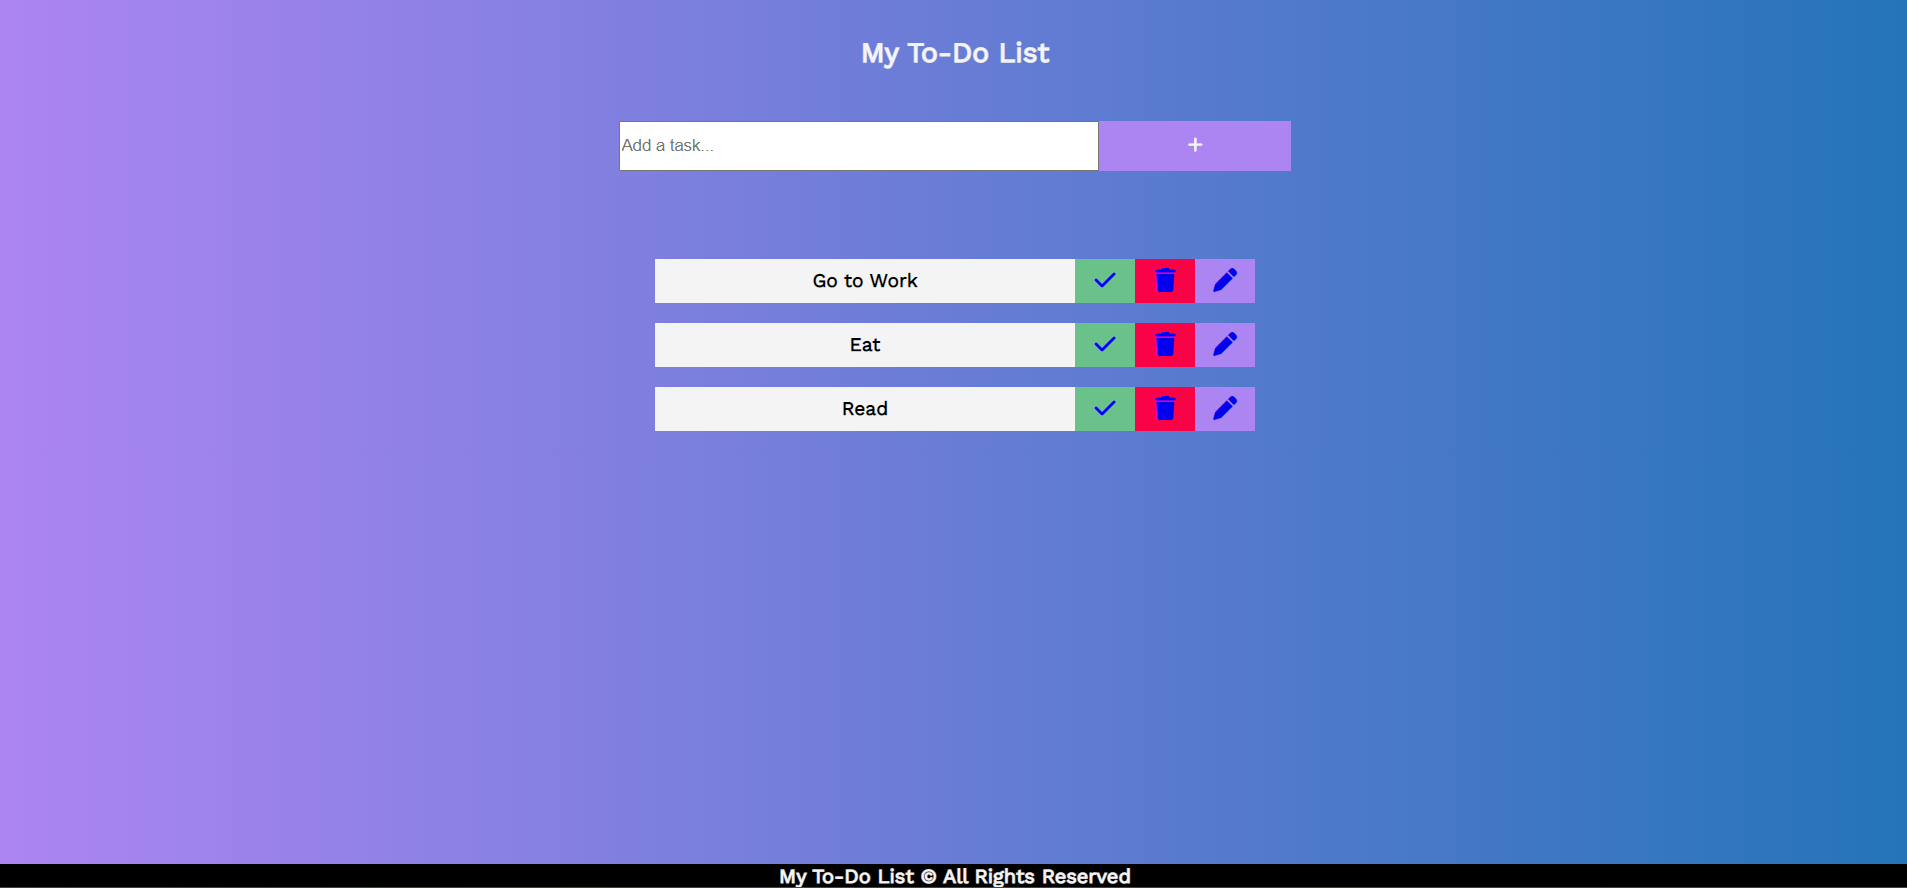 My To-Do List
Add a task...
+
Go to Work
Eat
Read
My To-Do List © All Rights Reserved